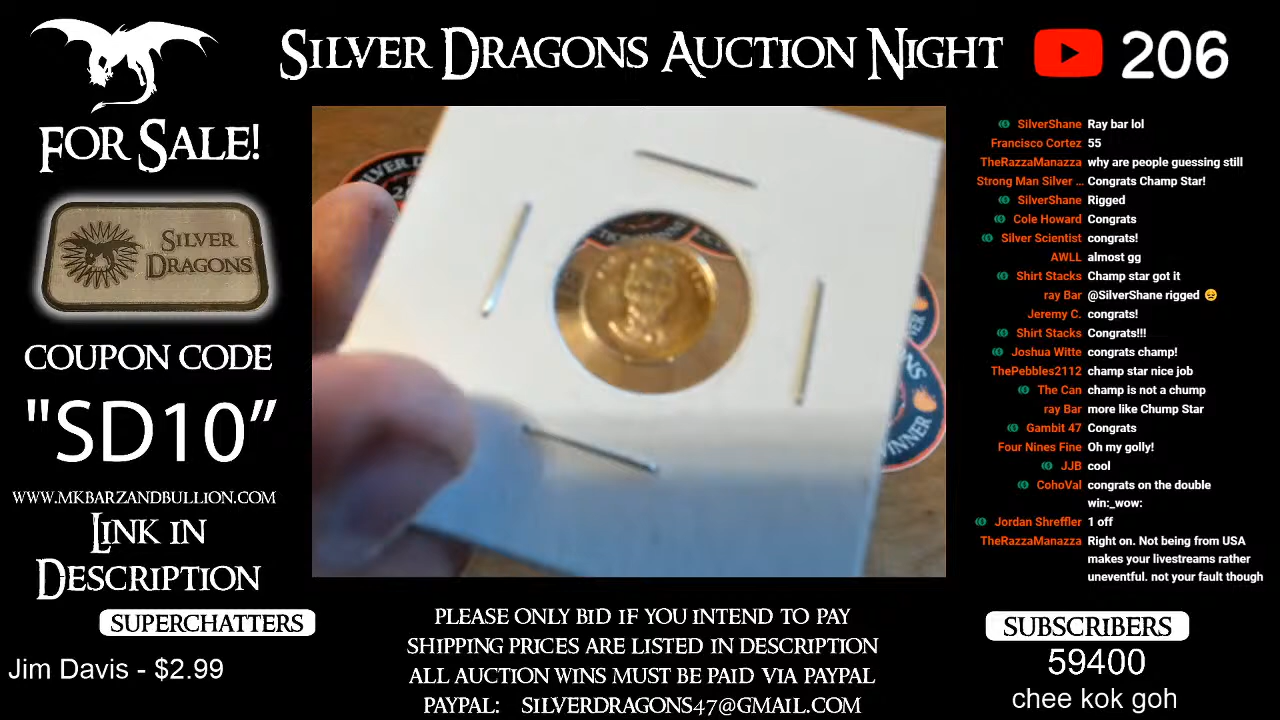 Silver Dragons Auction Night
206
For Sale!
Silver
Dragons
Coupon Code
"SD10”
www.mkbarzandbullion.com
Link in
Description
Superchatters
Jim Davis - $2.99
SilverShane Ray bar lol
Francisco Cortez 55
TheRazzaManazza why are people guessing still
Strong Man Silver ... Congrats Champ Star!
SilverShane Rigged
Cole Howard Congrats
Silver Scientist congrats!
AWLL almost gg
Shirt Stacks Champ star got it
ray Bar @SilverShane rigged 😣
Jeremy C. congrats!
Shirt Stacks Congrats!!!
Joshua Witte congrats champ!
ThePebbles2112 champ star nice job
The Can champ is not a chump
ray Bar more like Chump Star
Gambit 47 Congrats
Four Nines Fine Oh my golly!
JJB cool
CohoVal congrats on the double
win:_wow:
Jordan Shreffler 1 off
TheRazzaManazza Right on. Not being from USA
makes your livestreams rather
uneventful. not your fault though
Please only bid if you intend to pay
Shipping prices are listed in description
All auction wins must be paid via PayPal
PayPal: silverdragons47@gmail.com
Subscribers
59400
chee kok goh